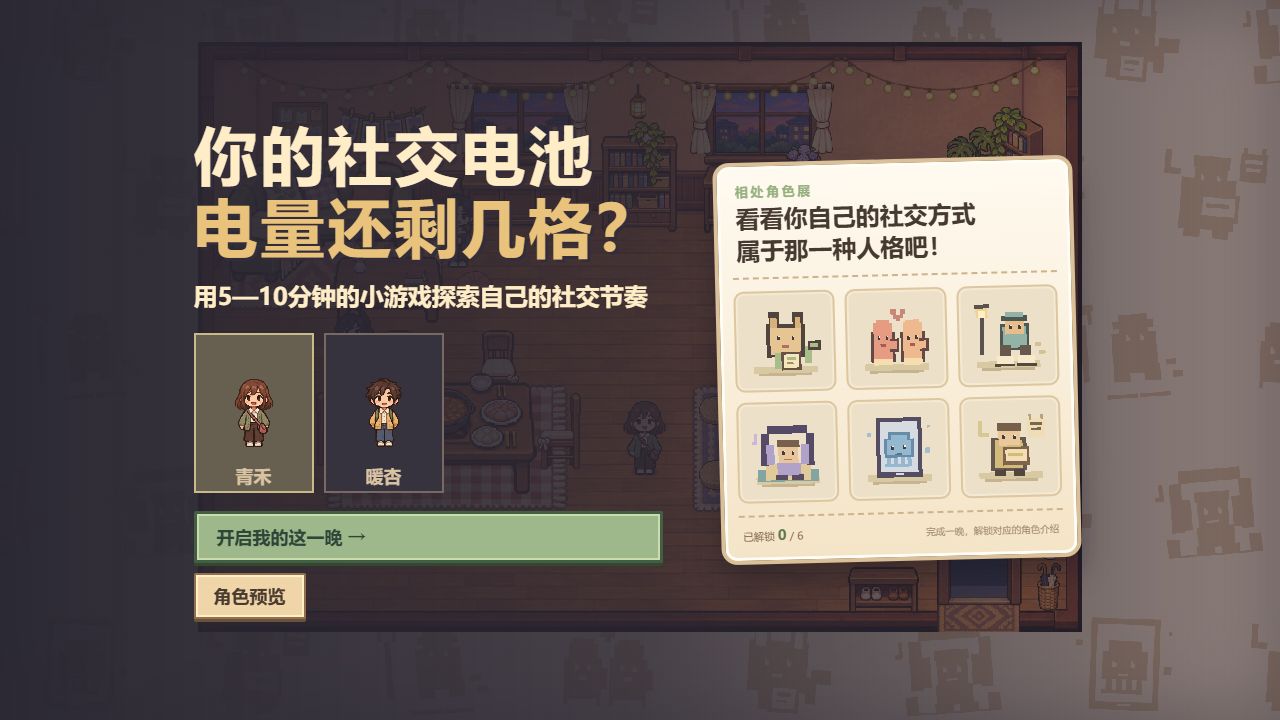 你的社交电池
电量还剩几格？
用5—10分钟的小游戏探索自己的社交节奏
青禾
暖杏
开启我的这一晚 →
角色预览
相处角色展
看看你自己的社交方式
属于那一种人格吧！
已解锁 0 / 6
完成一晚，解锁对应的角色介绍